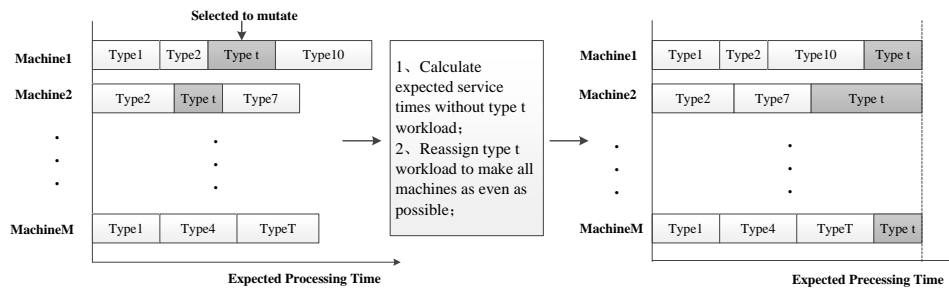 Selected to mutate
Machine1
Type1 Type2 Type t Type10
Machine2
Type2 Type t Type7
MachineM
Type1 Type4 TypeT
Expected Processing Time
1、Calculate
expected service
times without type t
workload；
2、Reassign type t
workload to make all
machines as even as
possible；
Machine1
Type1 Type2 Type10 Type t
Machine2
Type2 Type7 Type t
MachineM
Type1 Type4 TypeT Type t
Expected Precessing Time